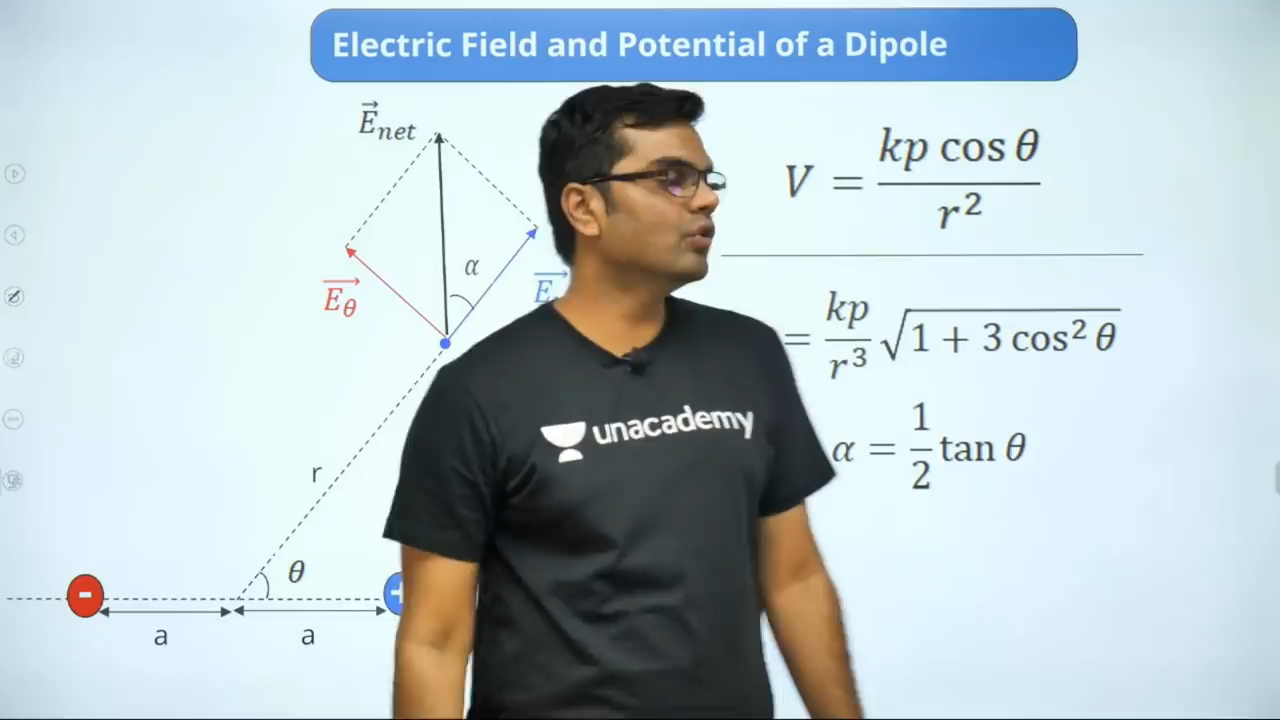 Electric Field and Potential of a Dipole
E⃗net
V = kp cos θ / r²
α
E⃗θ
E⃗
= kp / r³ √(1 + 3 cos² θ)
unacademy
α = 1/2 tan θ
r
θ
- +
a a